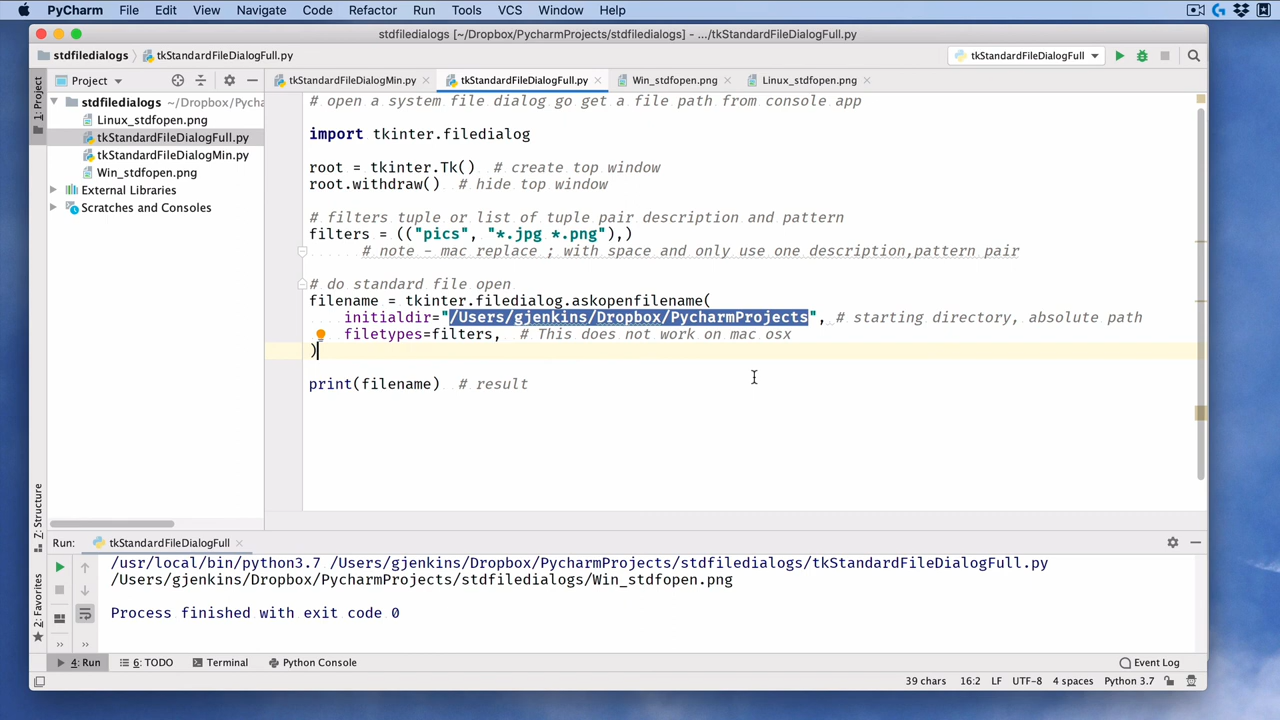 PyCharm File Edit View Navigate Code Refactor Run Tools VCS Window Help
stdfiledialogs [~/Dropbox/PycharmProjects/stdfiledialogs] - .../tkStandardFileDialogFull.py
stdfiledialogs tkStandardFileDialogFull.py tkStandardFileDialogFull
1: Project
Project tkStandardFileDialogMin.py tkStandardFileDialogFull.py Win_stdfopen.png Linux_stdfopen.png
stdfiledialogs ~/Dropbox/Pycha
Linux_stdfopen.png
tkStandardFileDialogFull.py
tkStandardFileDialogMin.py
Win_stdfopen.png
External Libraries
Scratches and Consoles
# open a system file dialog go get a file path from console app
import tkinter.filedialog
root = tkinter.Tk() # create top window
root.withdraw() # hide top window
# filters tuple or list of tuple pair description and pattern
filters = (("pics", "*.jpg *.png"),)
# note - mac replace ; with space and only use one description,pattern pair
# do standard file open
filename = tkinter.filedialog.askopenfilename(
initialdir="/Users/gjenkins/Dropbox/PycharmProjects", # starting directory, absolute path
filetypes=filters, # This does not work on mac osx
)
print(filename) # result
Z: Structure
2: Favorites
Run: tkStandardFileDialogFull
/usr/local/bin/python3.7 /Users/gjenkins/Dropbox/PycharmProjects/stdfiledialogs/tkStandardFileDialogFull.py
/Users/gjenkins/Dropbox/PycharmProjects/stdfiledialogs/Win_stdfopen.png
Process finished with exit code 0
4: Run 6: TODO Terminal Python Console Event Log
39 chars 16:2 LF UTF-8 4 spaces Python 3.7